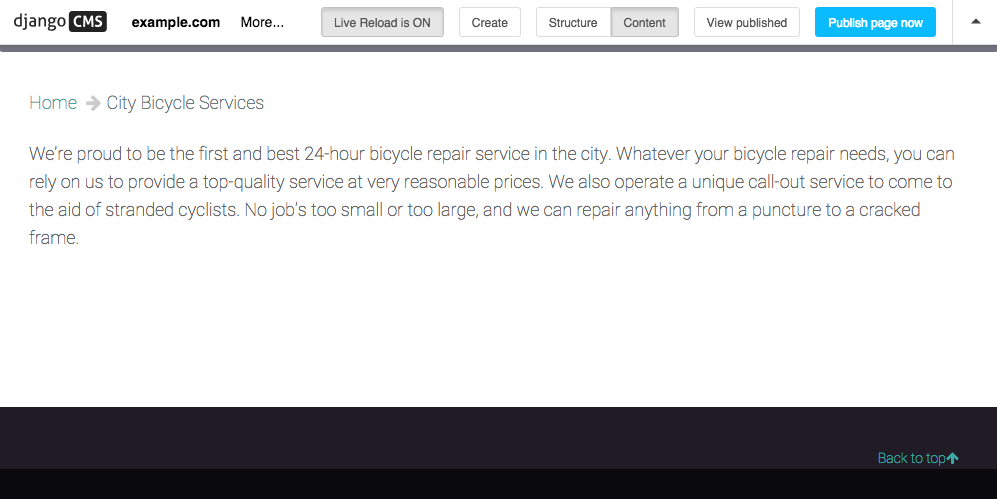 django CMS example.com More... Live Reload is ON Create Structure Content View published Publish page now
Home City Bicycle Services
We’re proud to be the first and best 24-hour bicycle repair service in the city. Whatever your bicycle repair needs, you can
rely on us to provide a top-quality service at very reasonable prices. We also operate a unique call-out service to come to
the aid of stranded cyclists. No job’s too small or too large, and we can repair anything from a puncture to a cracked
frame.
Back to top